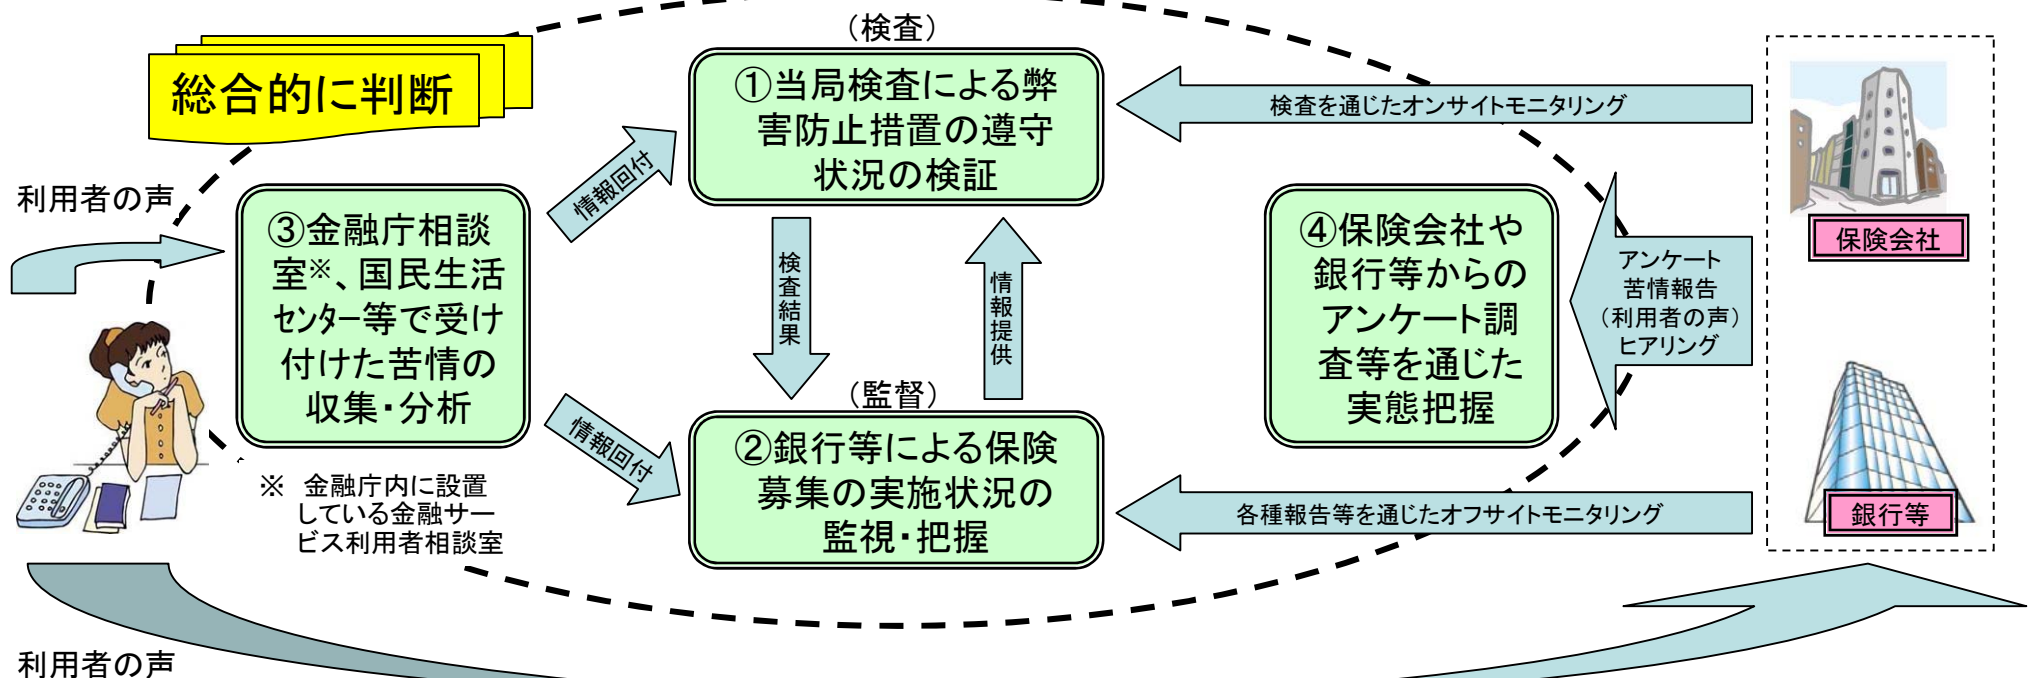 総合的に判断
（検査）
①当局検査による弊
害防止措置の遵守
状況の検証
検査を通じたオンサイトモニタリング
保険会社
利用者の声
③金融庁相談
室※、国民生活
センター等で受け
付けた苦情の
収集・分析
情報回付
情報回付
検査結果
情報提供
④保険会社や
銀行等からの
アンケート調
査等を通じた
実態把握
アンケート
苦情報告
（利用者の声）
ヒアリング
（監督）
②銀行等による保険
募集の実施状況の
監視・把握
各種報告等を通じたオフサイトモニタリング
銀行等
※ 金融庁内に設置
している金融サー
ビス利用者相談室
利用者の声